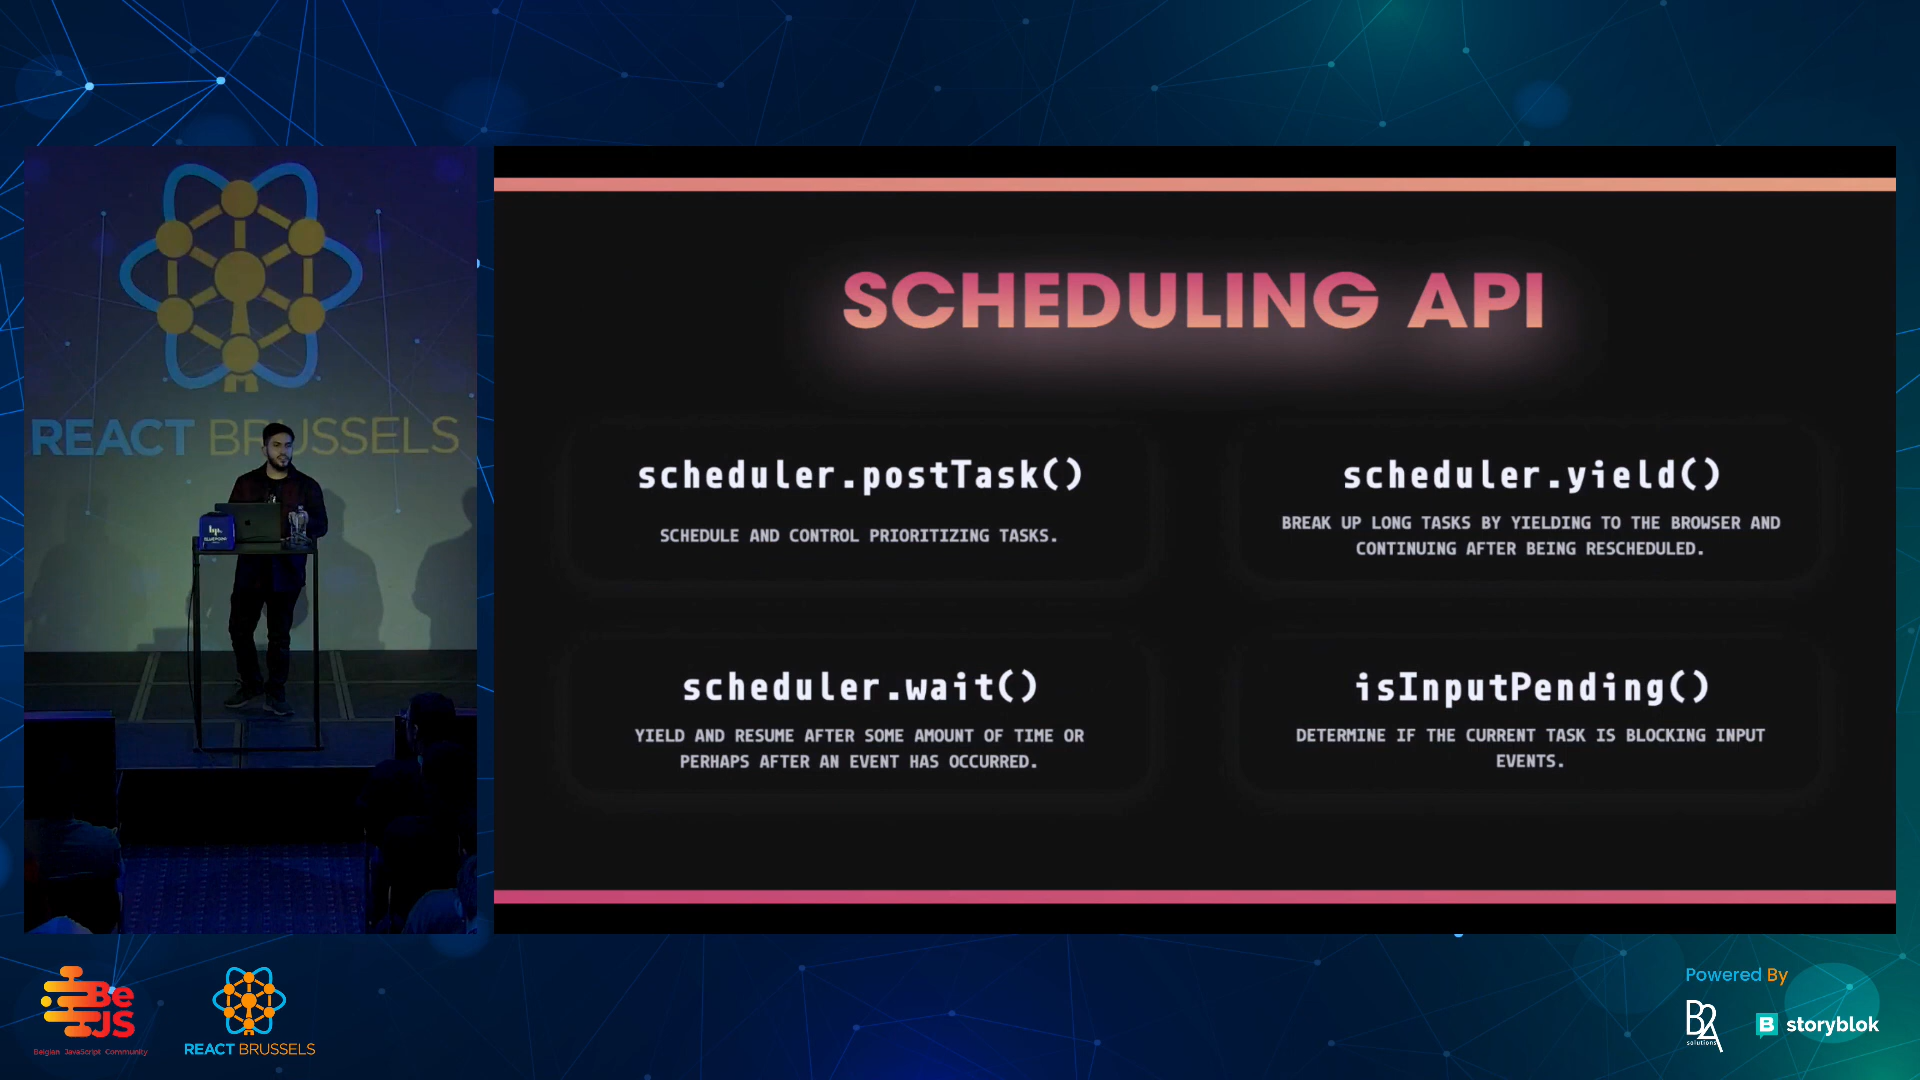 REACT BRUSSELS
BLUEPOINT
SCHEDULING API
scheduler.postTask()
SCHEDULE AND CONTROL PRIORITIZING TASKS.
scheduler.yield()
BREAK UP LONG TASKS BY YIELDING TO THE BROWSER AND
CONTINUING AFTER BEING RESCHEDULED.
scheduler.wait()
YIELD AND RESUME AFTER SOME AMOUNT OF TIME OR
PERHAPS AFTER AN EVENT HAS OCCURRED.
isInputPending()
DETERMINE IF THE CURRENT TASK IS BLOCKING INPUT
EVENTS.
Be
JS
Belgian JavaScript Community
REACT BRUSSELS
Powered By
B2A
solutions
B storyblok